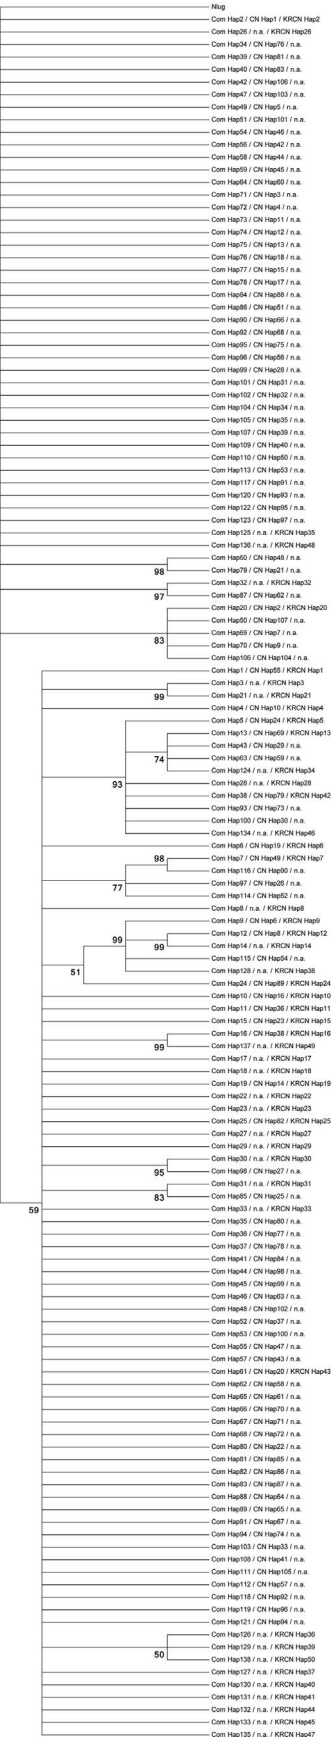 Nlug
Com Hap2 / CN Hap1 / KRCN Hap2
Com Hap26 / n.a. / KRCN Hap26
Com Hap34 / CN Hap76 / n.a.
Com Hap39 / CN Hap81 / n.a.
Com Hap40 / CN Hap83 / n.a.
Com Hap42 / CN Hap106 / n.a.
Com Hap47 / CN Hap103 / n.a.
Com Hap49 / CN Hap5 / n.a.
Com Hap51 / CN Hap101 / n.a.
Com Hap54 / CN Hap46 / n.a.
Com Hap56 / CN Hap42 / n.a.
Com Hap58 / CN Hap44 / n.a.
Com Hap59 / CN Hap45 / n.a.
Com Hap64 / CN Hap60 / n.a.
Com Hap71 / CN Hap3 / n.a.
Com Hap72 / CN Hap4 / n.a.
Com Hap73 / CN Hap11 / n.a.
Com Hap74 / CN Hap12 / n.a.
Com Hap75 / CN Hap13 / n.a.
Com Hap76 / CN Hap18 / n.a.
Com Hap77 / CN Hap15 / n.a.
Com Hap78 / CN Hap17 / n.a.
Com Hap84 / CN Hap88 / n.a.
Com Hap86 / CN Hap51 / n.a.
Com Hap90 / CN Hap66 / n.a.
Com Hap92 / CN Hap68 / n.a.
Com Hap95 / CN Hap75 / n.a.
Com Hap96 / CN Hap56 / n.a.
Com Hap99 / CN Hap28 / n.a.
Com Hap101 / CN Hap31 / n.a.
Com Hap102 / CN Hap32 / n.a.
Com Hap104 / CN Hap34 / n.a.
Com Hap105 / CN Hap35 / n.a.
Com Hap107 / CN Hap39 / n.a.
Com Hap109 / CN Hap40 / n.a.
Com Hap110 / CN Hap50 / n.a.
Com Hap113 / CN Hap53 / n.a.
Com Hap117 / CN Hap91 / n.a.
Com Hap120 / CN Hap93 / n.a.
Com Hap122 / CN Hap95 / n.a.
Com Hap123 / CN Hap97 / n.a.
Com Hap125 / n.a. / KRCN Hap35
Com Hap136 / n.a. / KRCN Hap48
Com Hap60 / CN Hap48 / n.a.
98
Com Hap79 / CN Hap21 / n.a.
Com Hap32 / n.a. / KRCN Hap32
97
Com Hap87 / CN Hap62 / n.a.
Com Hap20 / CN Hap2 / KRCN Hap20
Com Hap50 / CN Hap107 / n.a.
Com Hap69 / CN Hap7 / n.a.
83
Com Hap70 / CN Hap9 / n.a.
Com Hap106 / CN Hap104 / n.a.
Com Hap1 / CN Hap55 / KRCN Hap1
Com Hap3 / n.a. / KRCN Hap3
99
Com Hap21 / n.a. / KRCN Hap21
Com Hap4 / CN Hap10 / KRCN Hap4
Com Hap5 / CN Hap24 / KRCN Hap5
Com Hap13 / CN Hap69 / KRCN Hap13
Com Hap43 / CN Hap29 / n.a.
74
Com Hap63 / CN Hap59 / n.a.
Com Hap124 / n.a. / KRCN Hap34
93
Com Hap28 / n.a. / KRCN Hap28
Com Hap38 / CN Hap79 / KRCN Hap42
Com Hap93 / CN Hap73 / n.a.
Com Hap100 / CN Hap30 / n.a.
Com Hap134 / n.a. / KRCN Hap46
Com Hap6 / CN Hap19 / KRCN Hap6
98
Com Hap7 / CN Hap49 / KRCN Hap7
Com Hap116 / CN Hap90 / n.a.
77
Com Hap97 / CN Hap26 / n.a.
Com Hap114 / CN Hap52 / n.a.
Com Hap8 / n.a. / KRCN Hap8
Com Hap9 / CN Hap6 / KRCN Hap9
99
Com Hap12 / CN Hap8 / KRCN Hap12
99
Com Hap14 / n.a. / KRCN Hap14
Com Hap115 / CN Hap54 / n.a.
51
Com Hap128 / n.a. / KRCN Hap38
Com Hap24 / CN Hap89 / KRCN Hap24
Com Hap10 / CN Hap16 / KRCN Hap10
Com Hap11 / CN Hap36 / KRCN Hap11
Com Hap15 / CN Hap23 / KRCN Hap15
Com Hap16 / CN Hap38 / KRCN Hap16
99
Com Hap137 / n.a. / KRCN Hap49
Com Hap17 / n.a. / KRCN Hap17
Com Hap18 / n.a. / KRCN Hap18
Com Hap19 / CN Hap14 / KRCN Hap19
Com Hap22 / n.a. / KRCN Hap22
Com Hap23 / n.a. / KRCN Hap23
Com Hap25 / CN Hap82 / KRCN Hap25
Com Hap27 / n.a. / KRCN Hap27
Com Hap29 / n.a. / KRCN Hap29
Com Hap30 / n.a. / KRCN Hap30
95
Com Hap98 / CN Hap27 / n.a.
Com Hap31 / n.a. / KRCN Hap31
83
Com Hap85 / CN Hap25 / n.a.
59
Com Hap33 / n.a. / KRCN Hap33
Com Hap35 / CN Hap80 / n.a.
Com Hap36 / CN Hap77 / n.a.
Com Hap37 / CN Hap78 / n.a.
Com Hap41 / CN Hap84 / n.a.
Com Hap44 / CN Hap98 / n.a.
Com Hap45 / CN Hap99 / n.a.
Com Hap46 / CN Hap63 / n.a.
Com Hap48 / CN Hap102 / n.a.
Com Hap52 / CN Hap37 / n.a.
Com Hap53 / CN Hap100 / n.a.
Com Hap55 / CN Hap47 / n.a.
Com Hap57 / CN Hap43 / n.a.
Com Hap61 / CN Hap20 / KRCN Hap43
Com Hap62 / CN Hap58 / n.a.
Com Hap65 / CN Hap61 / n.a.
Com Hap66 / CN Hap70 / n.a.
Com Hap67 / CN Hap71 / n.a.
Com Hap68 / CN Hap72 / n.a.
Com Hap80 / CN Hap22 / n.a.
Com Hap81 / CN Hap85 / n.a.
Com Hap82 / CN Hap86 / n.a.
Com Hap83 / CN Hap87 / n.a.
Com Hap88 / CN Hap64 / n.a.
Com Hap89 / CN Hap65 / n.a.
Com Hap91 / CN Hap67 / n.a.
Com Hap94 / CN Hap74 / n.a.
Com Hap103 / CN Hap33 / n.a.
Com Hap108 / CN Hap41 / n.a.
Com Hap111 / CN Hap105 / n.a.
Com Hap112 / CN Hap57 / n.a.
Com Hap118 / CN Hap92 / n.a.
Com Hap119 / CN Hap96 / n.a.
Com Hap121 / CN Hap94 / n.a.
Com Hap126 / n.a. / KRCN Hap36
Com Hap129 / n.a. / KRCN Hap39
50
Com Hap138 / n.a. / KRCN Hap50
Com Hap127 / n.a. / KRCN Hap37
Com Hap130 / n.a. / KRCN Hap40
Com Hap131 / n.a. / KRCN Hap41
Com Hap132 / n.a. / KRCN Hap44
Com Hap133 / n.a. / KRCN Hap45
Com Hap135 / n.a. / KRCN Hap47